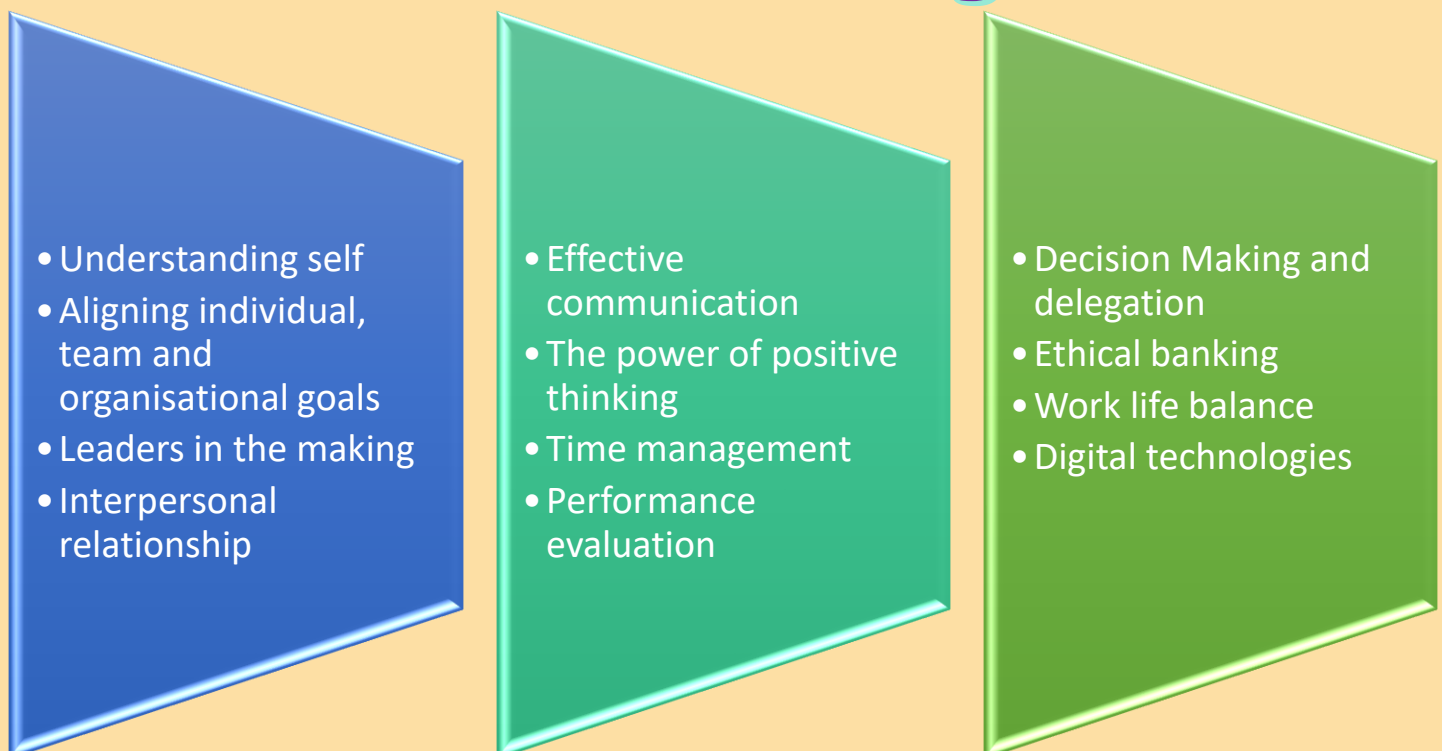 •Understanding self
•Aligning individual,
team and
organisational goals
•Leaders in the making
•Interpersonal
relationship
•Effective
communication
•The power of positive
thinking
•Time management
•Performance
evaluation
•Decision Making and
delegation
•Ethical banking
•Work life balance
•Digital technologies